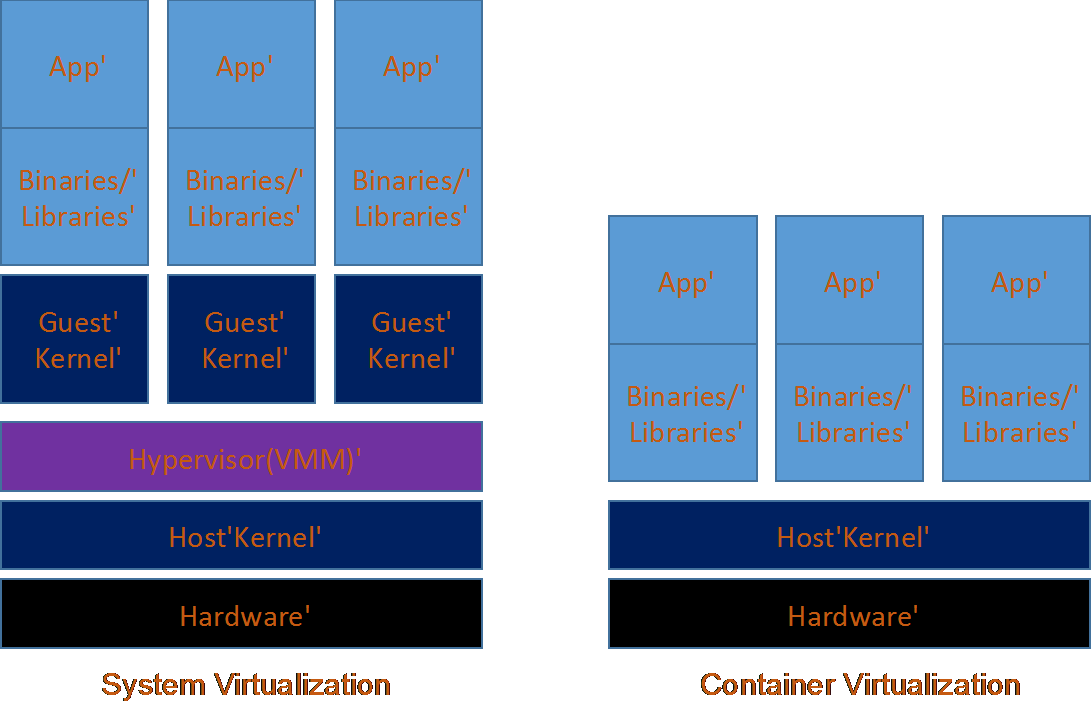 App'
App'
App'
Binaries/'
Libraries'
Binaries/'
Libraries'
Binaries/'
Libraries'
Guest'
Kernel'
Guest'
Kernel'
Guest'
Kernel'
Hypervisor(VMM)'
Host'Kernel'
Hardware'
System Virtualization
App'
App'
App'
Binaries/'
Libraries'
Binaries/'
Libraries'
Binaries/'
Libraries'
Host'Kernel'
Hardware'
Container Virtualization